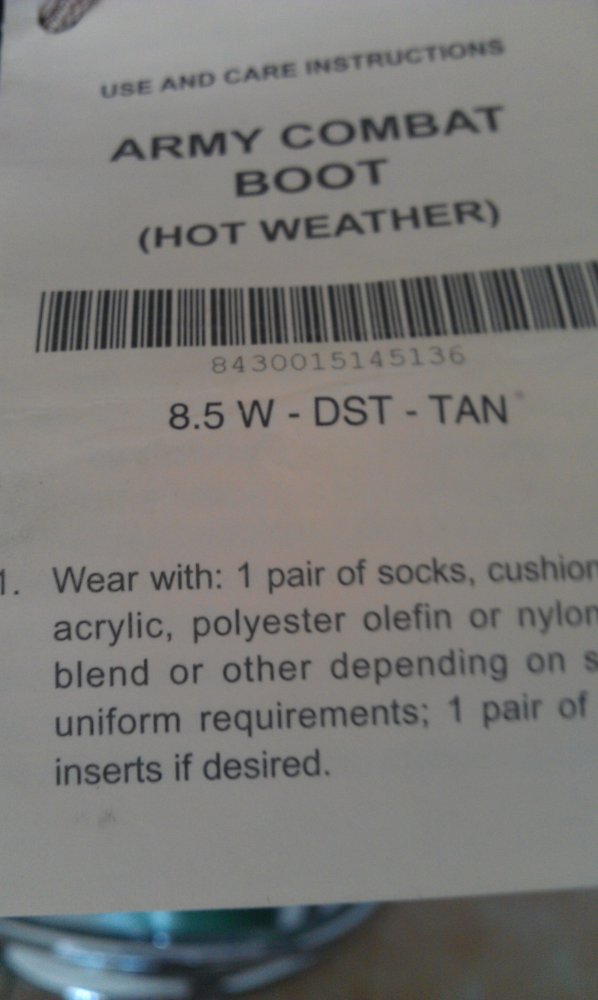 USE AND CARE INSTRUCTIONS
ARMY COMBAT
BOOT
(HOT WEATHER)
8430015145136
8.5 W - DST - TAN
1. Wear with: 1 pair of socks, cushion
acrylic, polyester olefin or nylon
blend or other depending on s
uniform requirements; 1 pair of
inserts if desired.